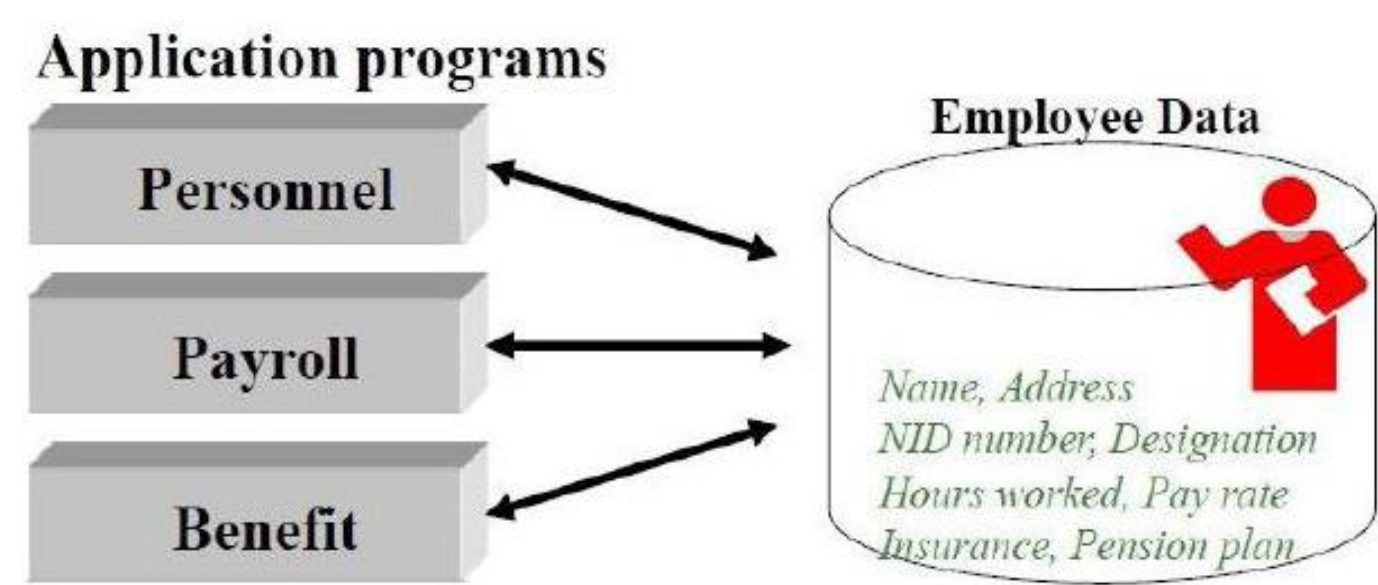 Application programs
Employee Data
Personnel
Payroll
Benefit
Name, Address
NID number, Designation
Hours worked, Pay rate
Insurance, Pension plan